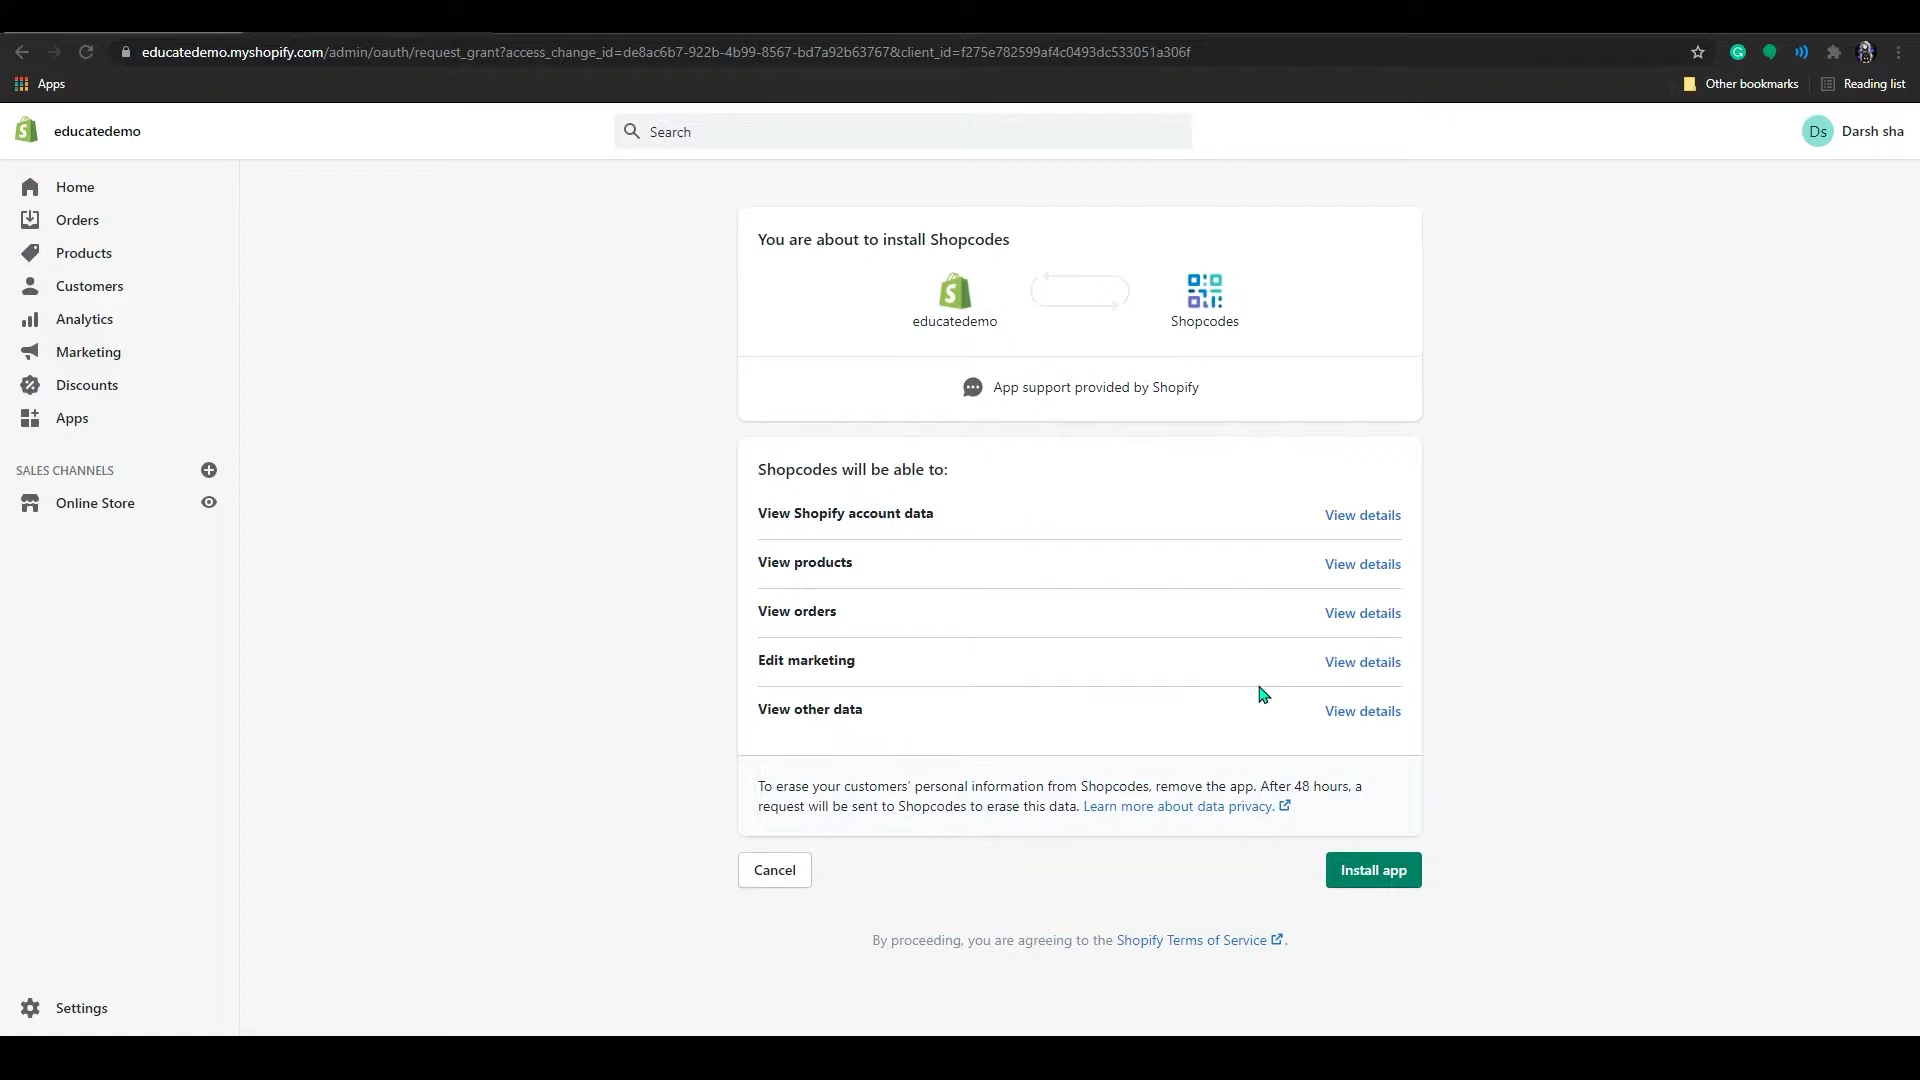 educatedemo.myshopify.com/admin/oauth/request_grant?access_change_id=de8ac6b7-922b-4b99-8567-bd7a92b63767&client_id=f275e782599af4c0493dc533051a306f
Apps
Other bookmarks
Reading list
educatedemo
Search
Ds
Darsh sha
Home
Orders
Products
Customers
Analytics
Marketing
Discounts
Apps
SALES CHANNELS
Online Store
Settings
You are about to install Shopcodes
educatedemo
Shopcodes
App support provided by Shopify
Shopcodes will be able to:
View Shopify account data View details
View products View details
View orders View details
Edit marketing View details
View other data View details
To erase your customers’ personal information from Shopcodes, remove the app. After 48 hours, a
request will be sent to Shopcodes to erase this data. Learn more about data privacy.
Cancel
Install app
By proceeding, you are agreeing to the Shopify Terms of Service.